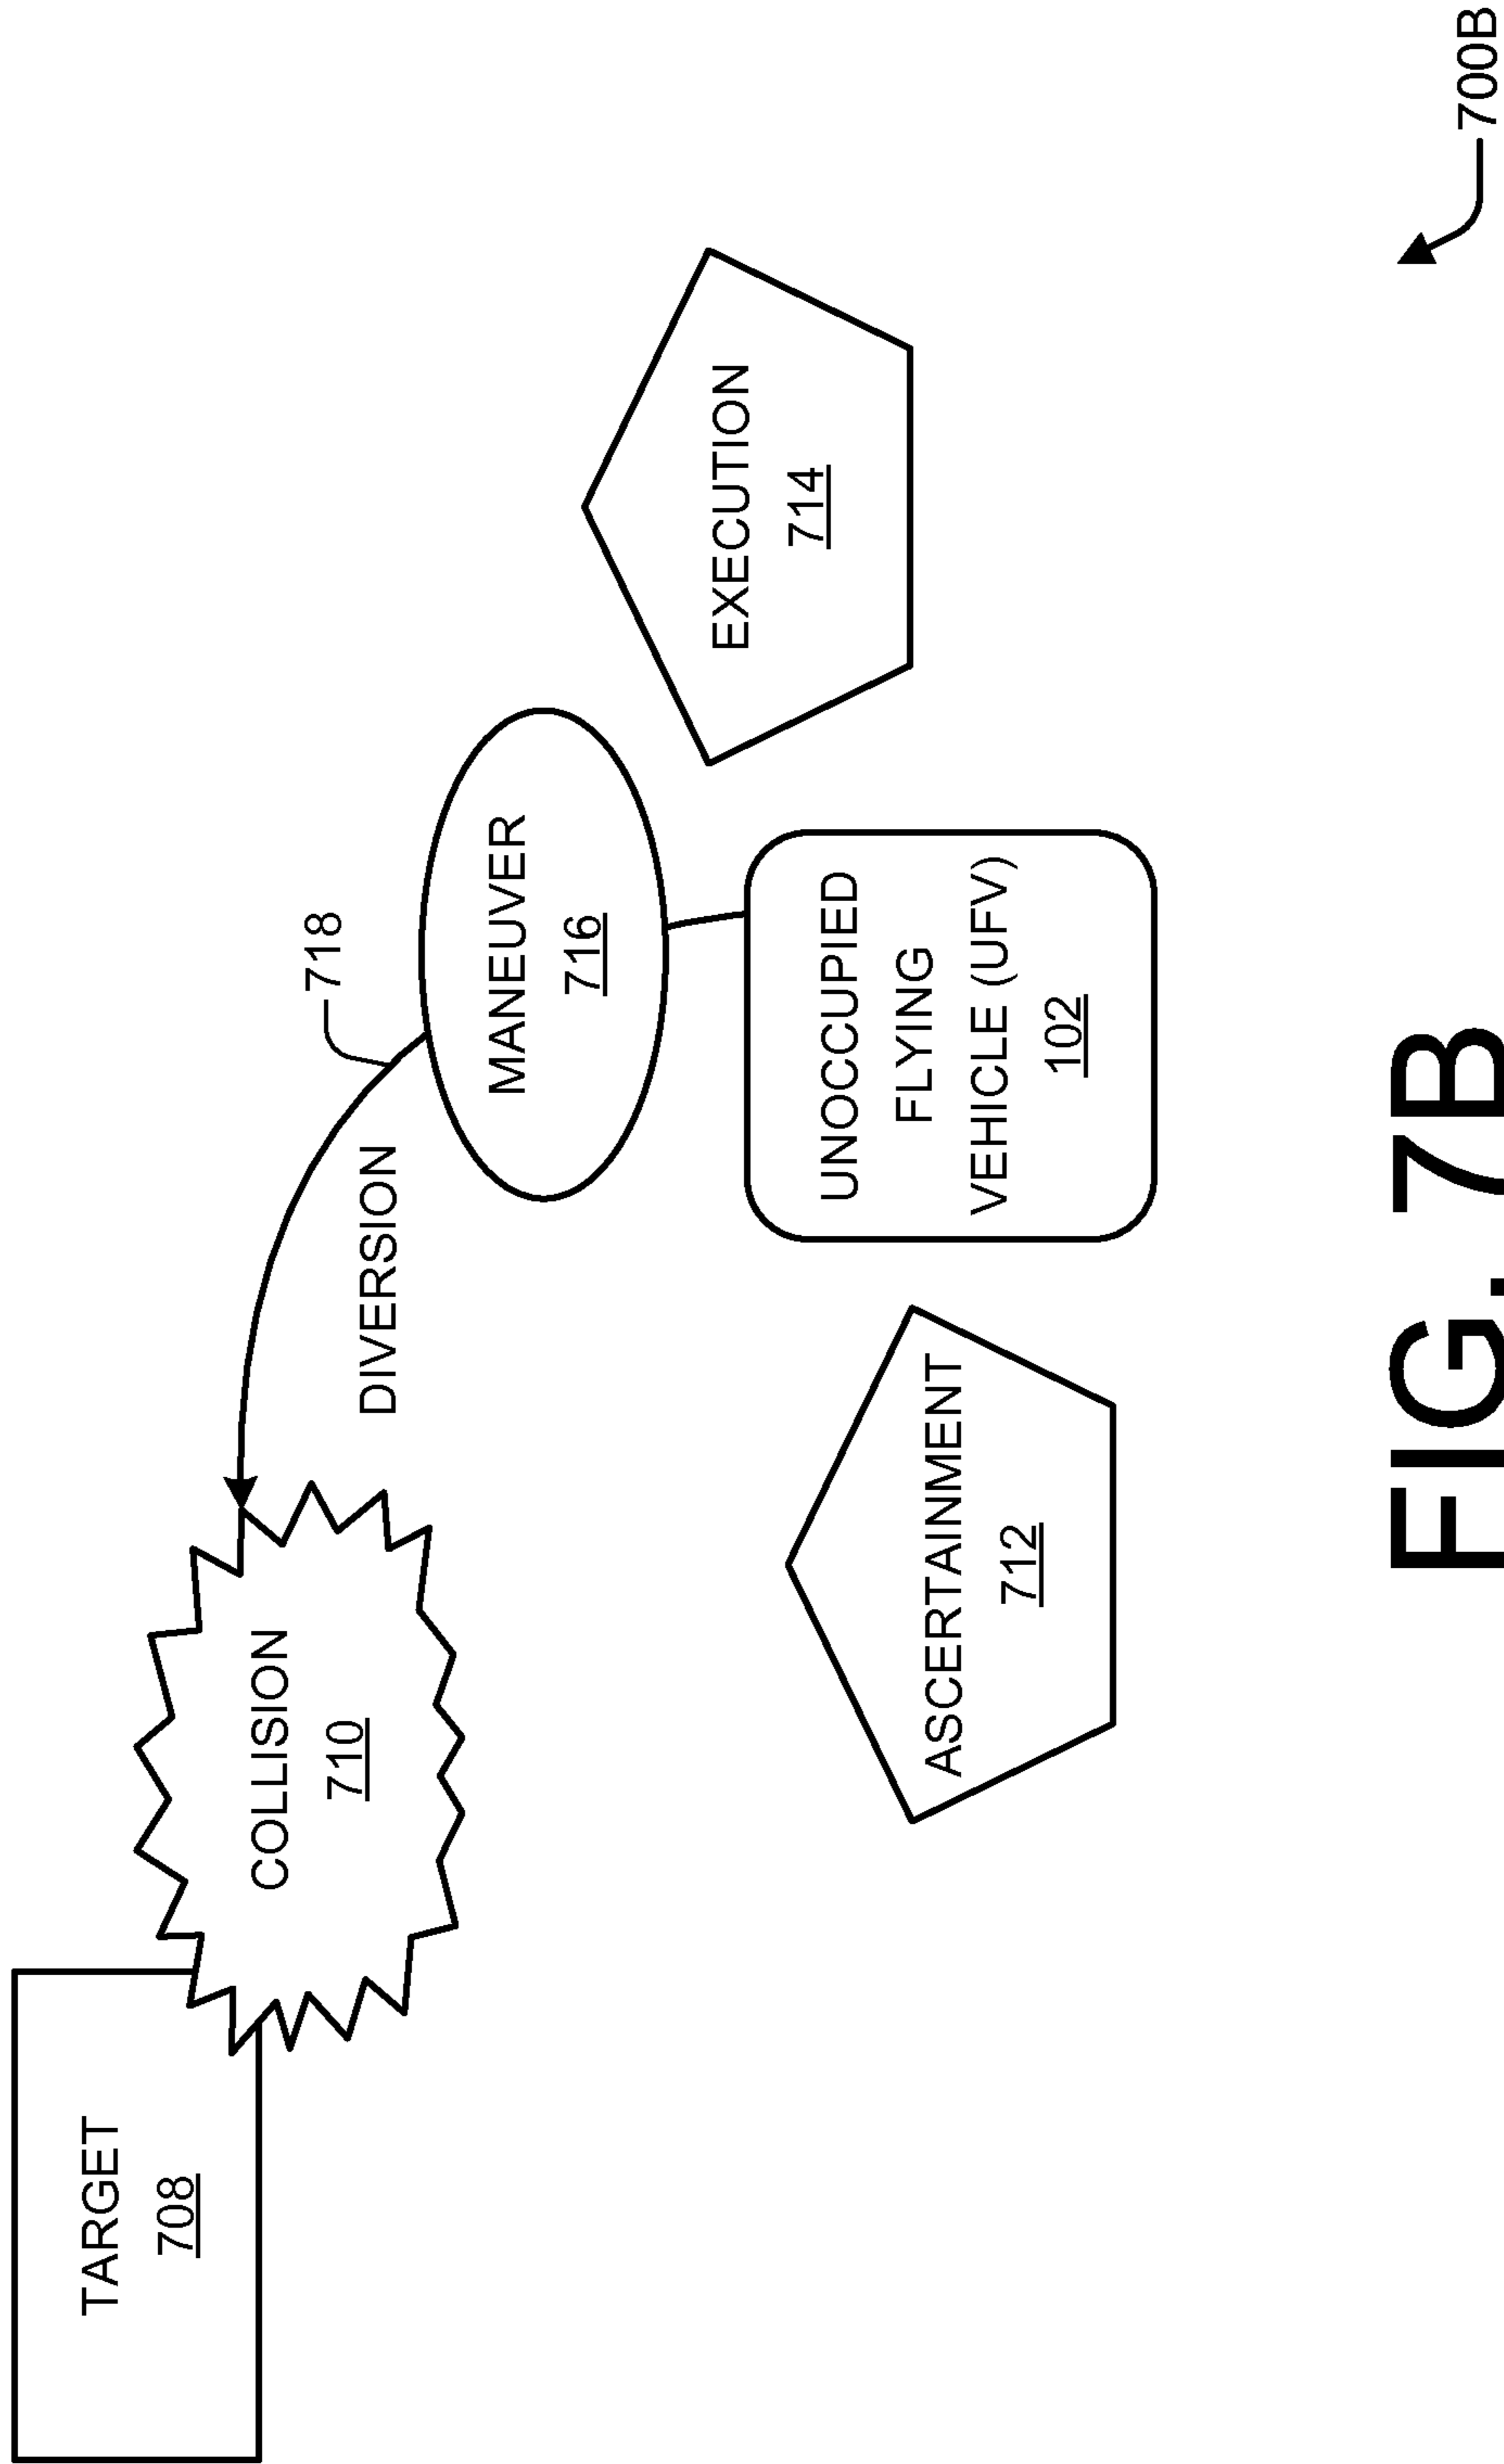 TARGET
708
COLLISION
710
DIVERSION
718
MANEUVER
716
ASCERTAINMENT
712
UNOCCUPIED
FLYING
VEHICLE (UFV)
102
EXECUTION
714
700B
FIG. 7B